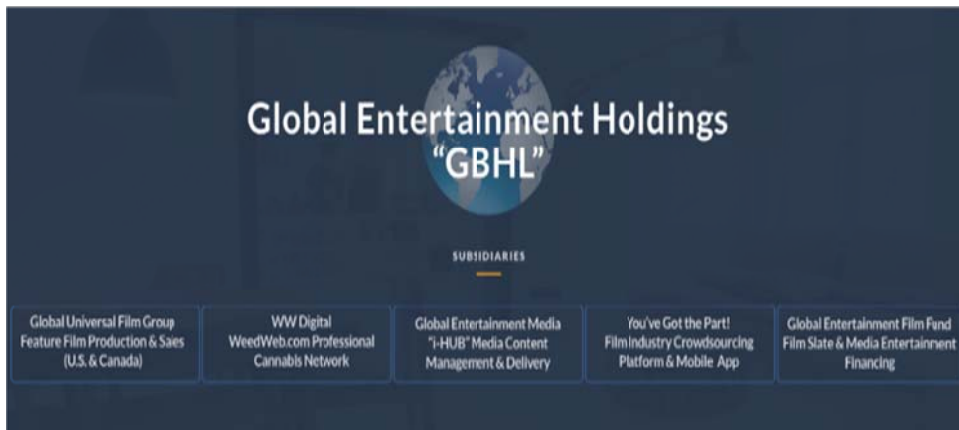 Global Entertainment Holdings
“GBHL”
SUBSIDIARIES
Global Universal Film Group
Feature Film Production & Sales
(U.S. & Canada)
WW Digital
WeedWeb.com Professional
Cannabis Network
Global Entertainment Media
"i-HUB" Media Content
Management & Delivery
You've Got the Part!
Film Industry Crowdsourcing
Platform & Mobile App
Global Entertainment Film Fund
Film Slate & Media Entertainment
Financing